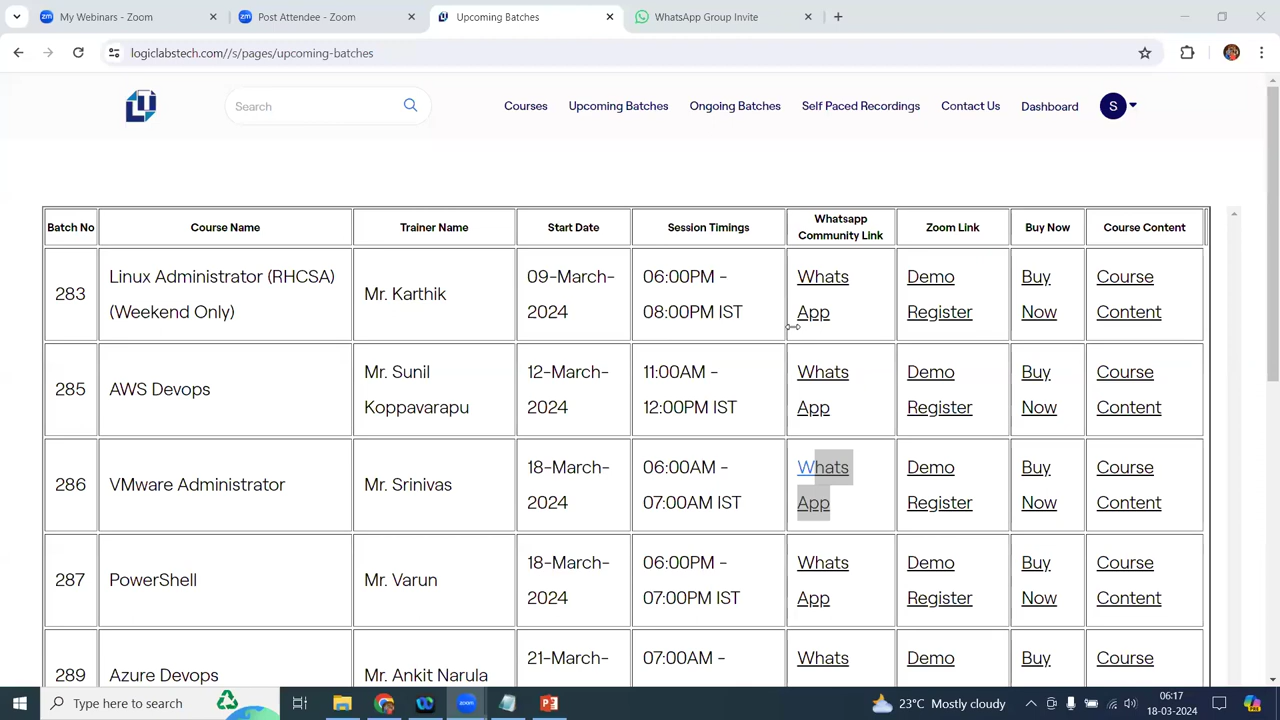 My Webinars - Zoom
Post Attendee - Zoom
Upcoming Batches
WhatsApp Group Invite
logiclabstech.com//s/pages/upcoming-batches
Search
Courses
Upcoming Batches
Ongoing Batches
Self Paced Recordings
Contact Us
Dashboard
S
Batch No
Course Name
Trainer Name
Start Date
Session Timings
Whatsapp
Community Link
Zoom Link
Buy Now
Course Content
283
Linux Administrator (RHCSA)
(Weekend Only)
Mr. Karthik
09-March-
2024
06:00PM -
08:00PM IST
Whats
App
Demo
Register
Buy
Now
Course
Content
285
AWS Devops
Mr. Sunil
Koppavarapu
12-March-
2024
11:00AM -
12:00PM IST
Whats
App
Demo
Register
Buy
Now
Course
Content
286
VMware Administrator
Mr. Srinivas
18-March-
2024
06:00AM -
07:00AM IST
Whats
App
Demo
Register
Buy
Now
Course
Content
287
PowerShell
Mr. Varun
18-March-
2024
06:00PM -
07:00PM IST
Whats
App
Demo
Register
Buy
Now
Course
Content
289
Azure Devops
Mr. Ankit Narula
21-March-
07:00AM -
Whats
Demo
Buy
Course
Type here to search
zoom
23°C Mostly cloudy
06:17
18-03-2024